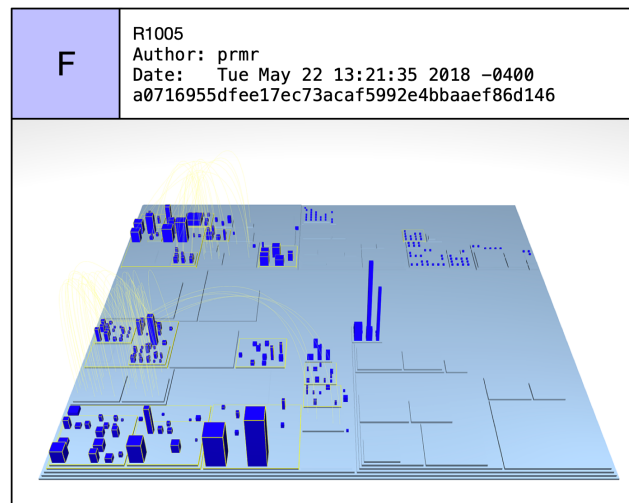 F
R1005
Author: prmr
Date:   Tue May 22 13:21:35 2018 -0400
a0716955dfee17ec73acaf5992e4bbaaef86d146